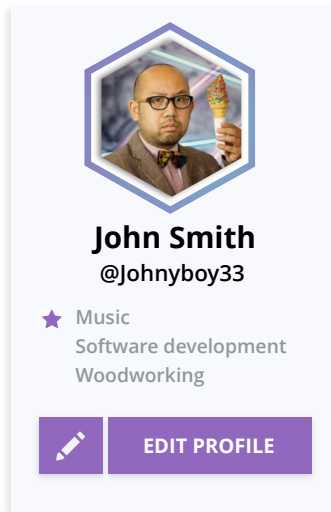 John Smith
@Johnyboy33
Music
Software development
Woodworking
EDIT PROFILE